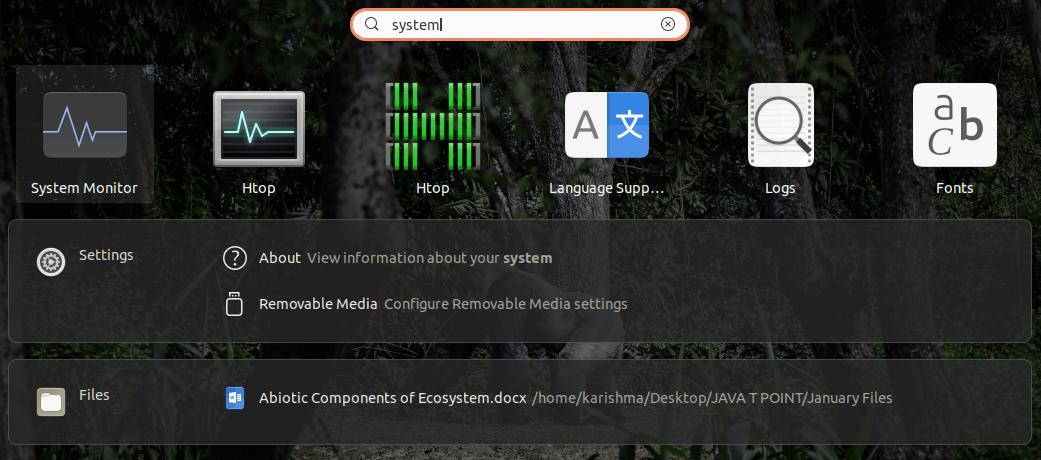 system
System Monitor
Htop
Htop
Language Supp...
Logs
Fonts
Settings
About View information about your system
Removable Media Configure Removable Media settings
Files
Abiotic Components of Ecosystem.docx /home/karishma/Desktop/JAVA T POINT/January Files